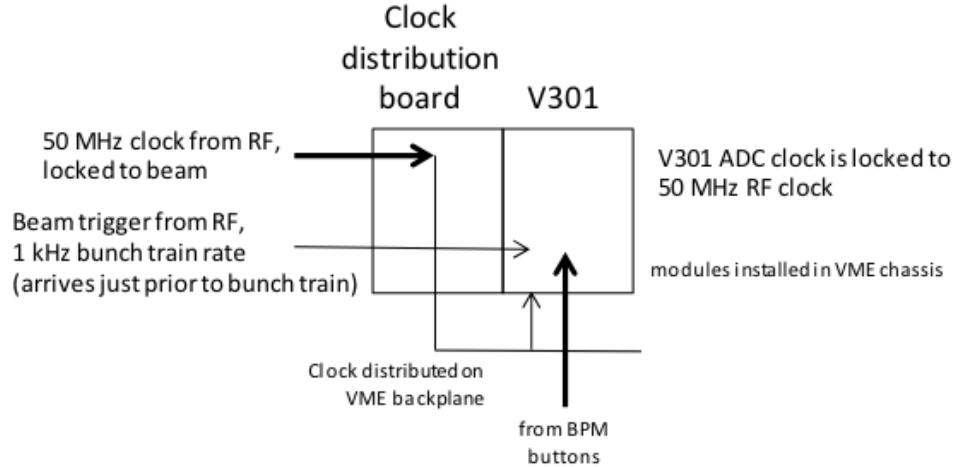 Clock
distribution
board
V301
50 MHz clock from RF,
locked to beam
V301 ADC clock is locked to
50 MHz RF clock
Beam trigger from RF,
1 kHz bunch train rate
(arrives just prior to bunch train)
modules installed in VME chassis
Clock distributed on
VME backplane
from BPM
buttons